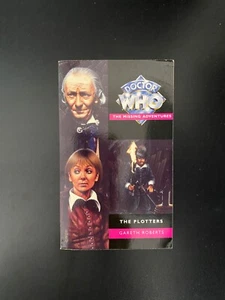 DOCTOR
WHO
THE MISSING ADVENTURES
THE PLOTTERS
GARETH ROBERTS